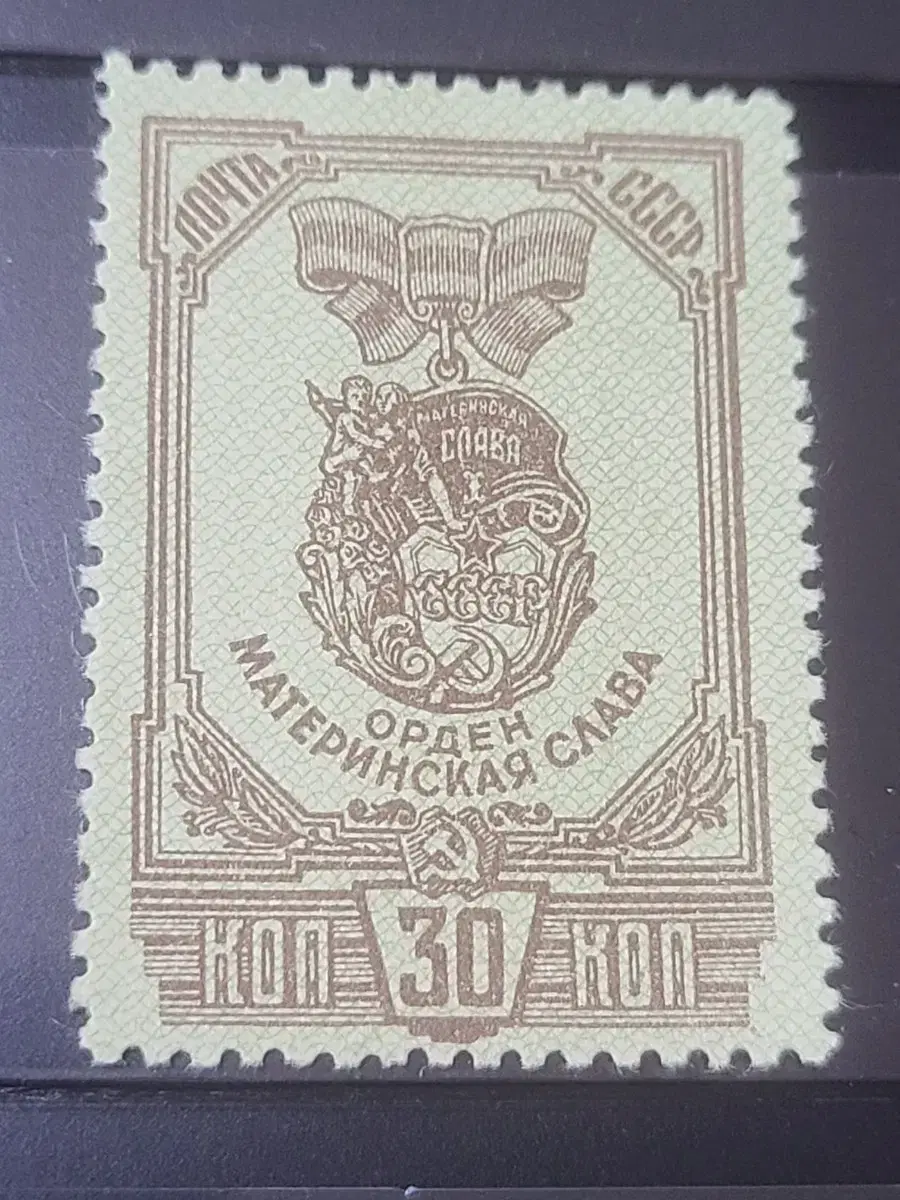 ПОЧТА СССР
МАТЕРИНСКАЯ
СЛАВА
СССР
ОРДЕН
МАТЕРИНСКАЯ СЛАВА
КОП 30 КОП